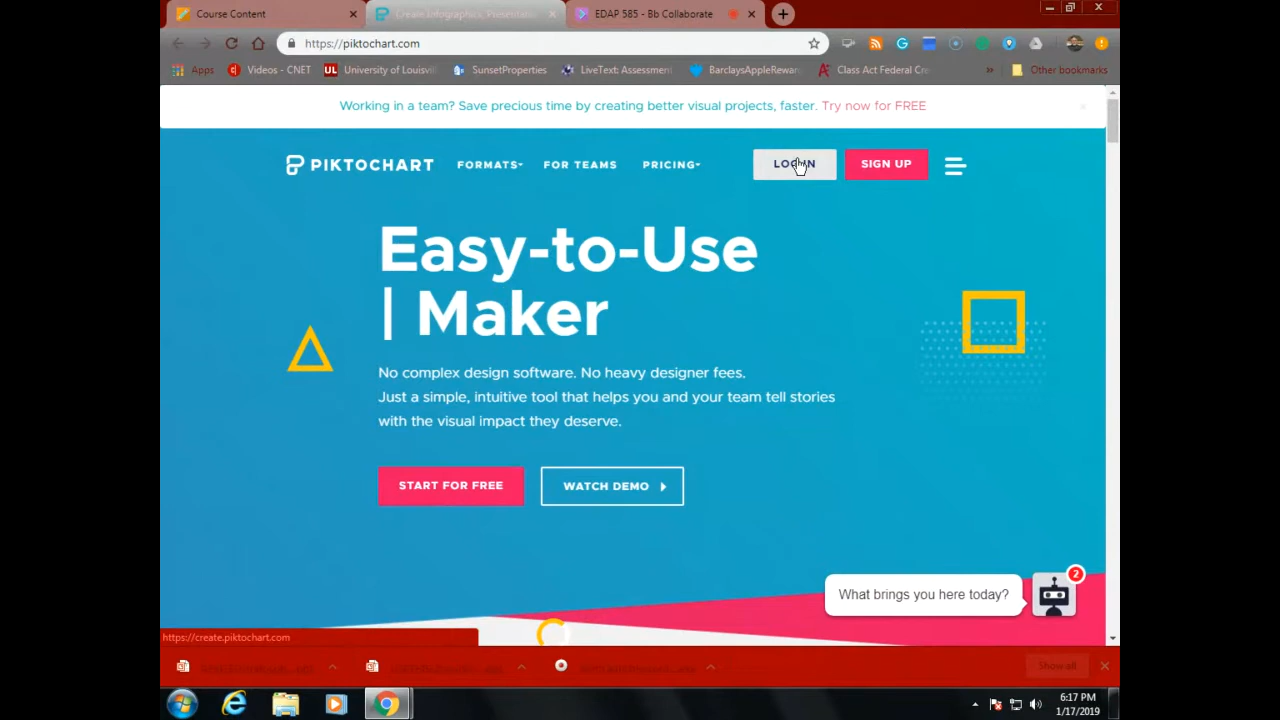 Course Content
Create Infographics, Presentatio
EDAP 585 - Bb Collaborate
https://piktochart.com
Apps
Videos - CNET
University of Louisvil
SunsetProperties
LiveText: Assessment
BarclaysAppleRewar
Class Act Federal Cre
»
Other bookmarks
Working in a team? Save precious time by creating better visual projects, faster. Try now for FREE
PIKTOCHART
FORMATS
FOR TEAMS
PRICING
SIGN UP
Easy-to-Use
| Maker
No complex design software. No heavy designer fees.
Just a simple, intuitive tool that helps you and your team tell stories
with the visual impact they deserve.
START FOR FREE
WATCH DEMO
What brings you here today?
2
https://create.piktochart.com
Show all
6:17 PM
1/17/2019